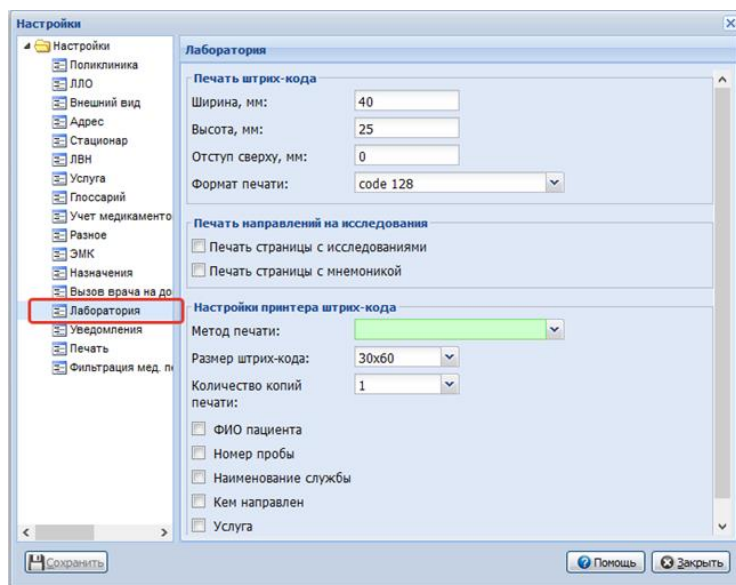 Настройки
Настройки
Поликлиника
ЛЛО
Внешний вид
Адрес
Стационар
ЛВН
Услуга
Глоссарий
Учет медикаменто
Разное
ЭМК
Назначения
Вызов врача на до
Лаборатория
Уведомления
Печать
Фильтрация мед. п
Лаборатория
Печать штрих-кода
Ширина, мм: 40
Высота, мм: 25
Отступ сверху, мм: 0
Формат печати: code 128
Печать направлений на исследования
Печать страницы с исследованиями
Печать страницы с мнемоникой
Настройки принтера штрих-кода
Метод печати:
Размер штрих-кода: 30x60
Количество копий 1
печати:
ФИО пациента
Номер пробы
Наименование службы
Кем направлен
Услуга
Сохранить
Помощь
Закрыть